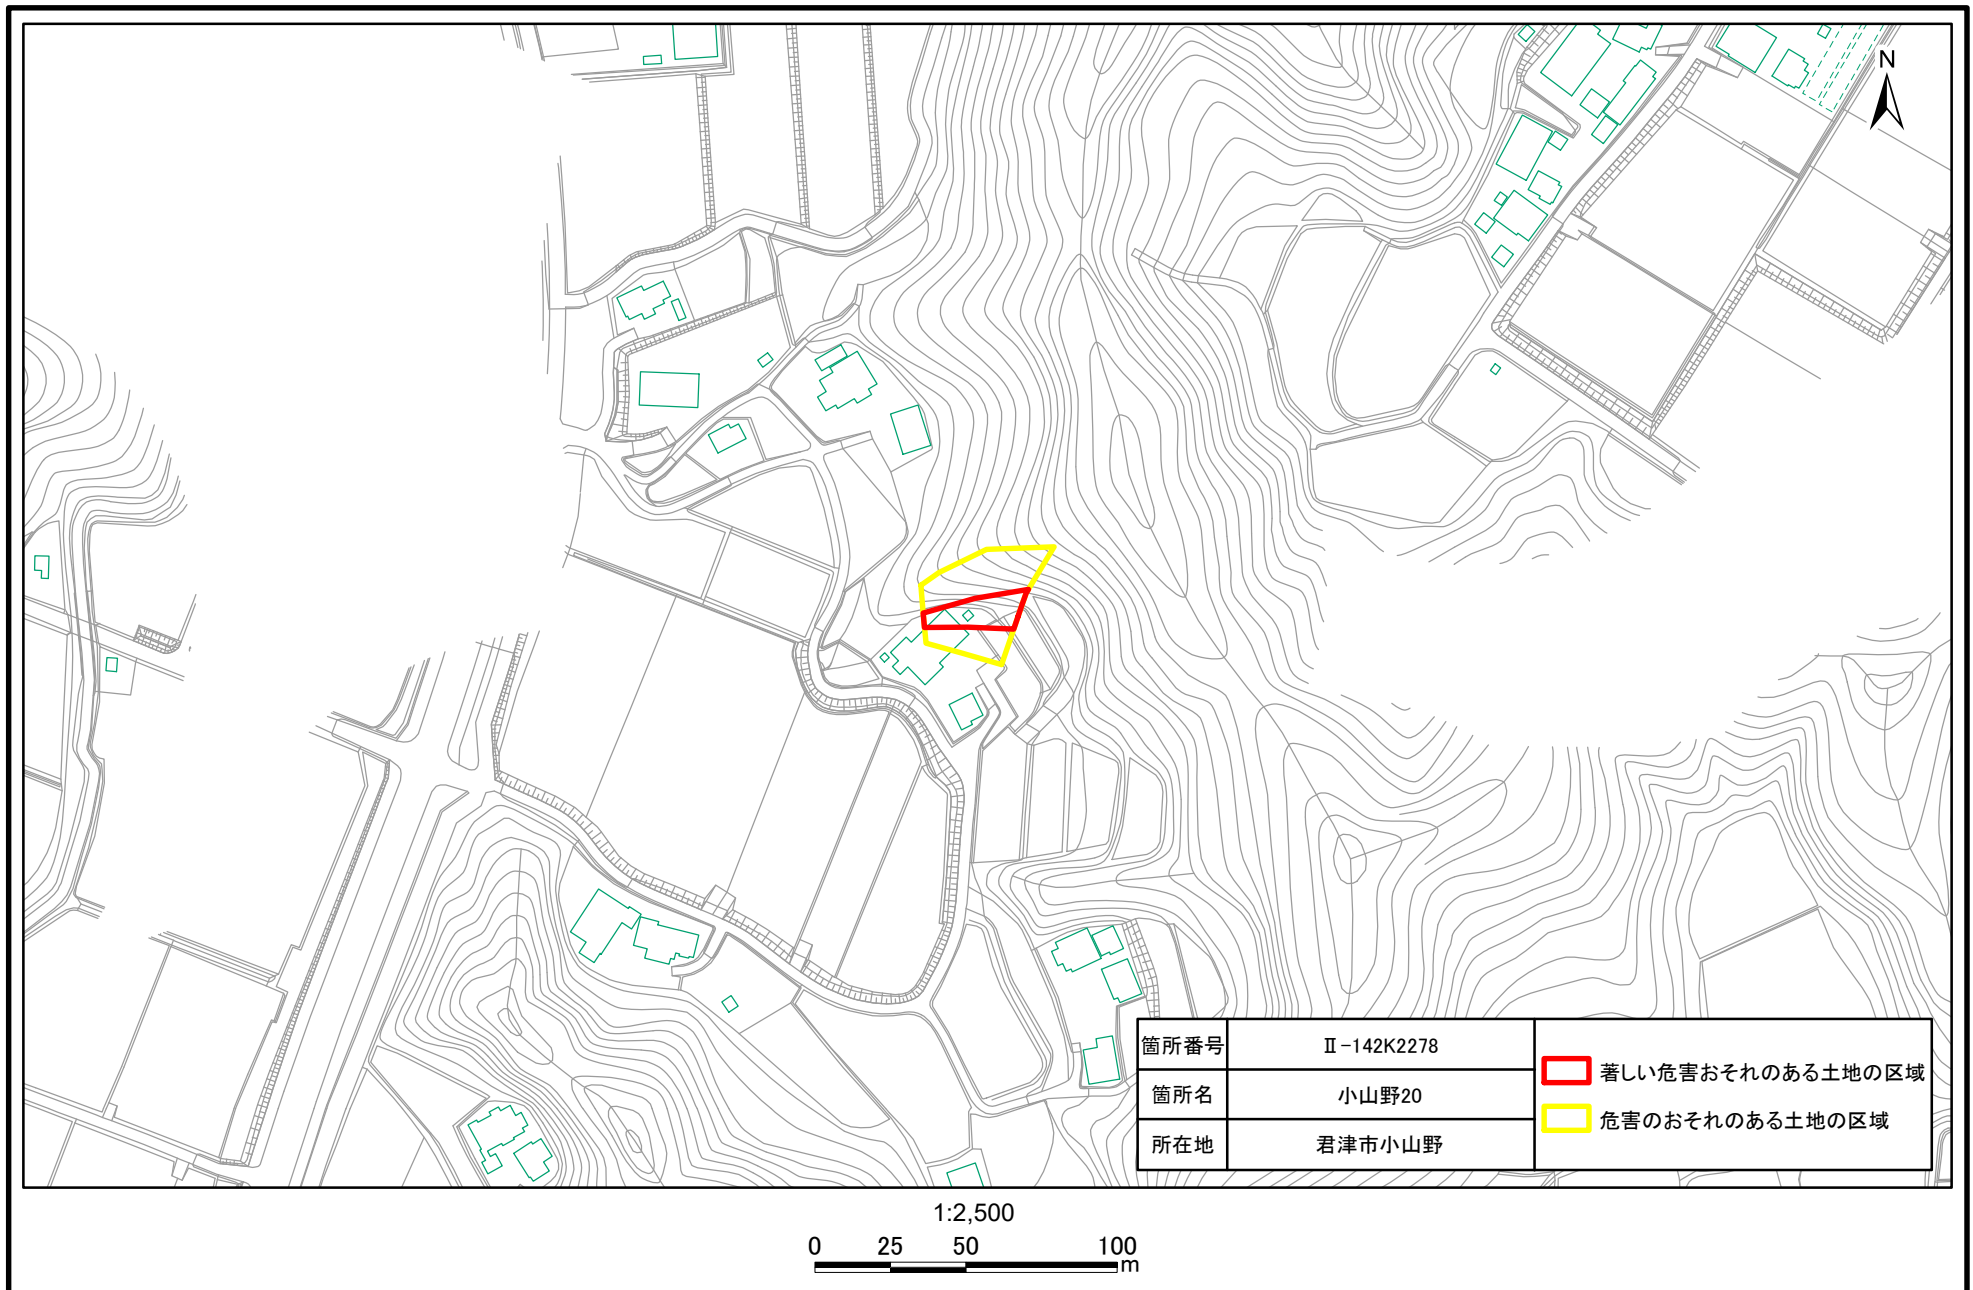 N
箇所番号 Ⅱ-142K2278
箇所名 小山野20
所在地 君津市小山野
著しい危害おそれのある土地の区域
危害のおそれのある土地の区域
1:2,500
0 25 50 100
m